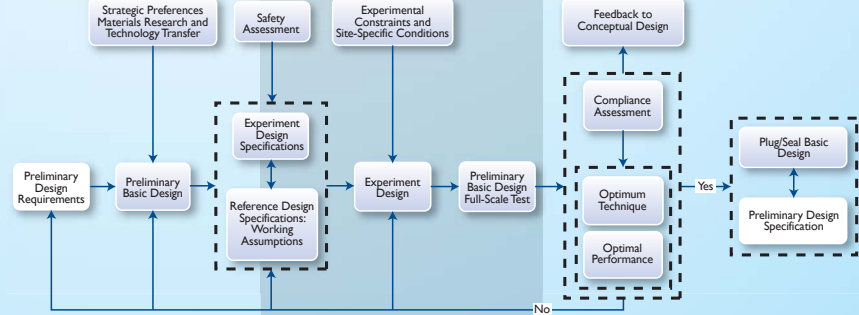 Strategic Preferences
Materials Research and
Technology Transfer
Safety
Assessment
Experimental
Constraints and
Site-Specific Conditions
Feedback to
Conceptual Design
Preliminary
Design
Requirements
Preliminary
Basic Design
Experiment
Design
Specifications
Reference Design
Specifications:
Working
Assumptions
Experiment
Design
Preliminary
Basic Design
Full-Scale Test
Compliance
Assessment
Optimum
Technique
Optimal
Performance
Yes
Plug/Seal Basic
Design
Preliminary Design
Specification
No